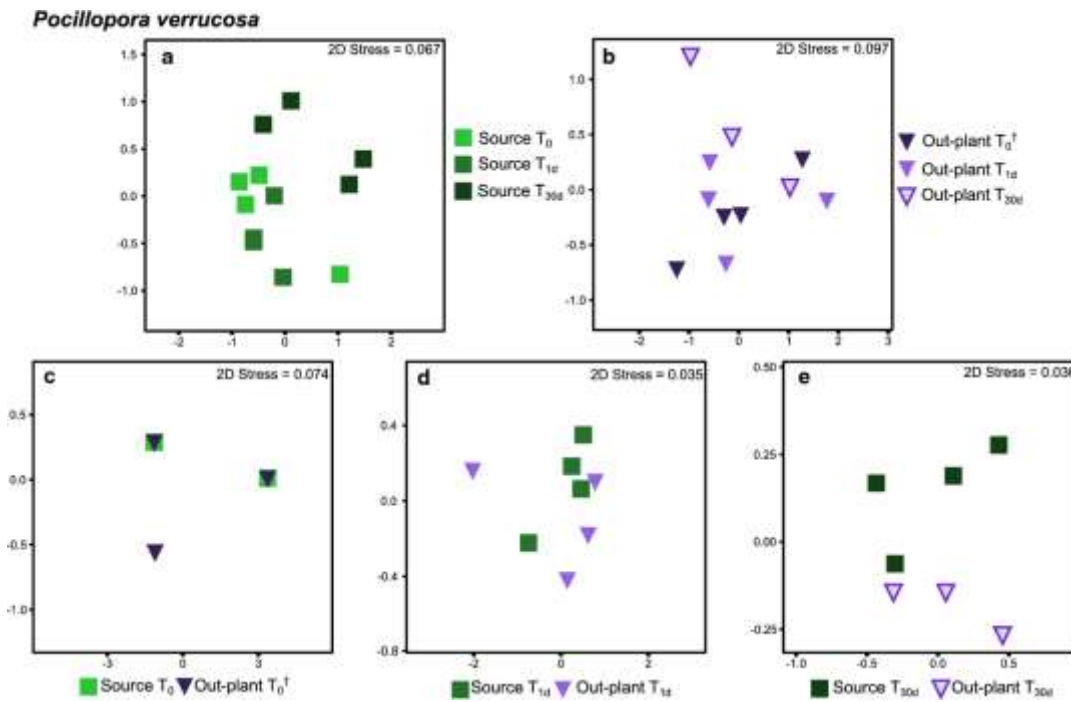 Pocillopora verrucosa
a
2D Stress = 0.067
1.5
1.0
0.5
0.0
-0.5
-1.0
-2 -1 0 1 2
Source T0
Source T1d
Source T30d
b
2D Stress = 0.097
1.0
0.5
0.0
-0.5
-1.0
-2 -1 0 1 2 3
Out-plant T0†
Out-plant T1d
Out-plant T30d
c
2D Stress = 0.074
0.5
0.0
-0.5
-1.0
-3 0 3
Source T0 Out-plant T0†
d
2D Stress = 0.035
0.4
0.0
-0.4
-0.8
-2 0 2
Source T1d Out-plant T1d
e
2D Stress = 0.036
0.50
0.25
0.00
-0.25
-1.0 -0.5 0.0 0.5
Source T30d Out-plant T30d